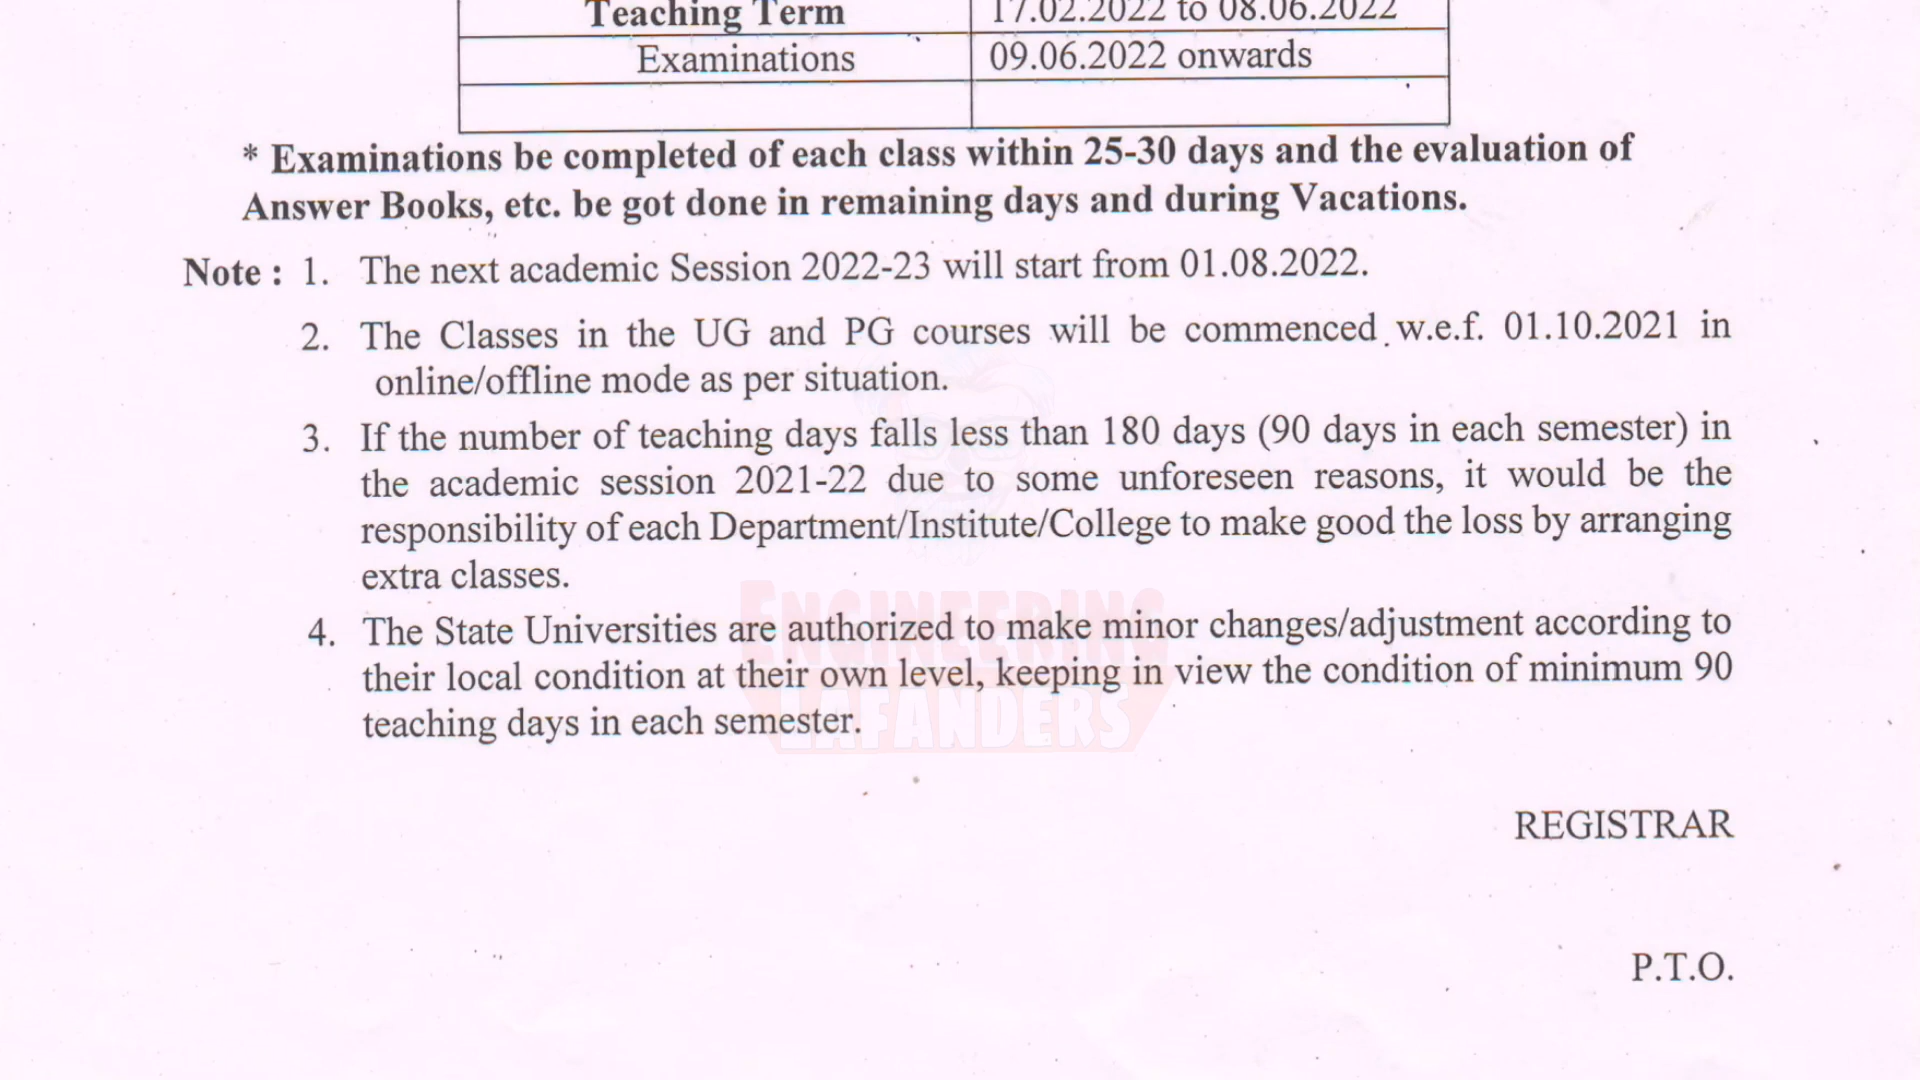 Teaching Term 17.02.2022 to 08.06.2022
Examinations 09.06.2022 onwards
* Examinations be completed of each class within 25-30 days and the evaluation of
Answer Books, etc. be got done in remaining days and during Vacations.
Note : 1. The next academic Session 2022-23 will start from 01.08.2022.
2. The Classes in the UG and PG courses will be commenced w.e.f. 01.10.2021 in
online/offline mode as per situation.
3. If the number of teaching days falls less than 180 days (90 days in each semester) in
the academic session 2021-22 due to some unforeseen reasons, it would be the
responsibility of each Department/Institute/College to make good the loss by arranging
extra classes.
4. The State Universities are authorized to make minor changes/adjustment according to
their local condition at their own level, keeping in view the condition of minimum 90
teaching days in each semester.
ENGINEERING
LAFANDERS
REGISTRAR
P.T.O.